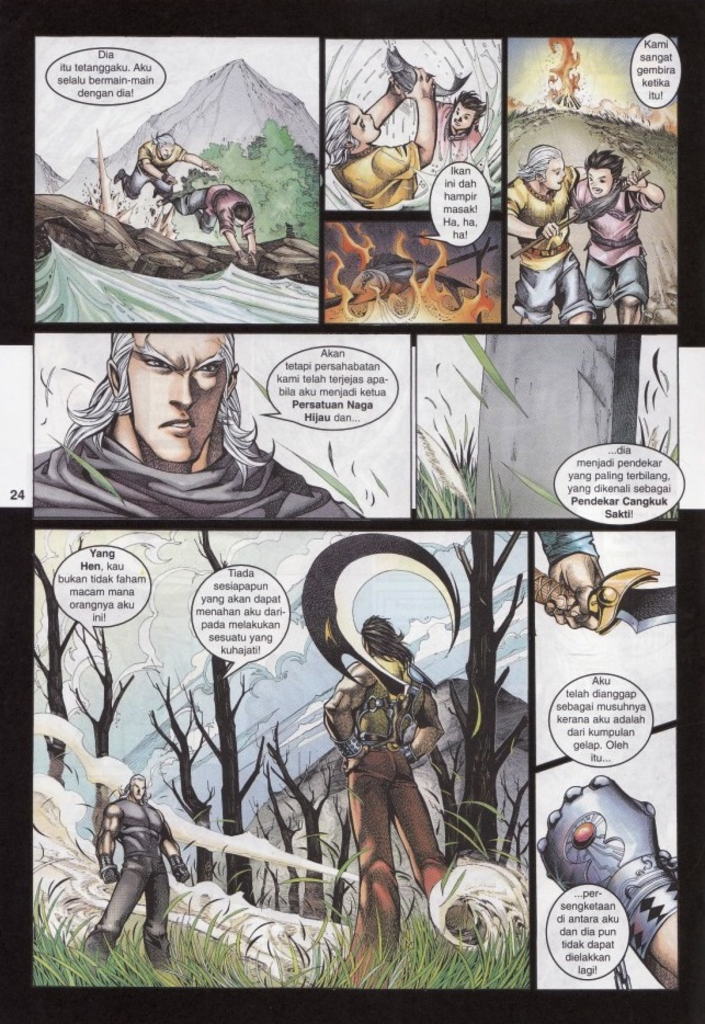 Dia
itu tetanggaku. Aku
selalu bermain-main
dengan dia!
Ikan
ini dah
hampir
masak!
Ha, ha,
ha!
Kami
sangat
gembira
ketika
itu!
Akan
tetapi persahabatan
kami telah terjejas apa-
bila aku menjadi ketua
Persatuan Naga
Hijau dan...
...dia
menjadi pendekar
yang paling terbilang,
yang dikenali sebagai
Pendekar Cangkuk
Sakti!
24
Yang
Hen, kau
bukan tidak faham
macam mana
orangnya aku
ini!
Tiada
sesiapapun
yang akan dapat
menahan aku dari-
pada melakukan
sesuatu yang
kuhajati!
Aku
telah dianggap
sebagai musuhnya
kerana aku adalah
dari kumpulan
gelap. Oleh
itu...
...per-
sengketaan
di antara aku
dan dia pun
tidak dapat
dielakkan
lagi!